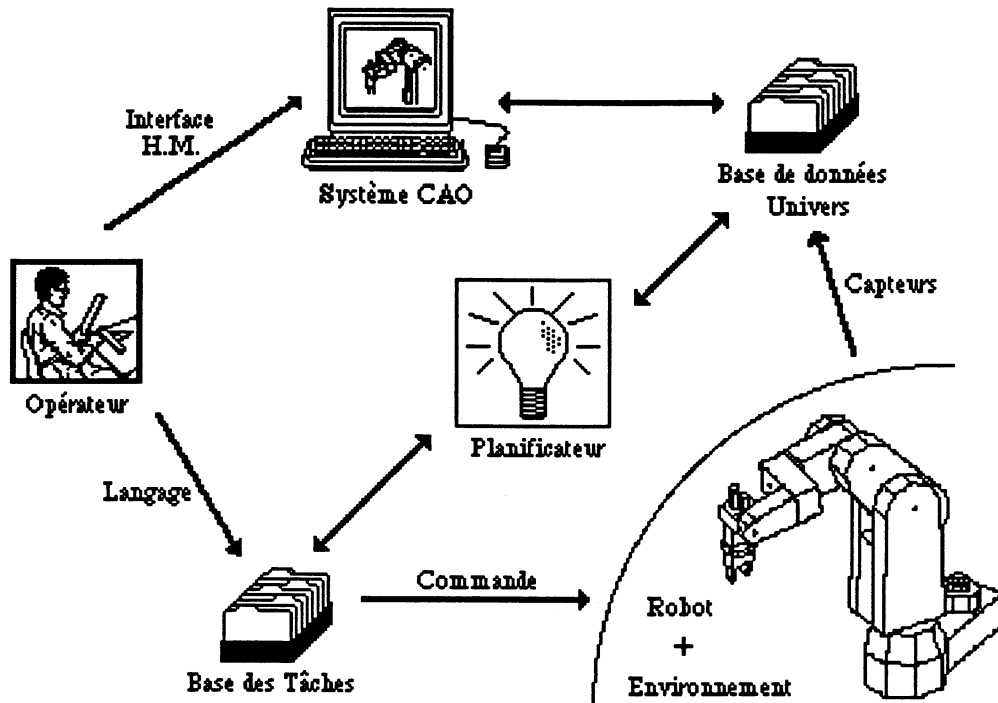 Interface
H.M.
Système CAO
Base de données
Univers
Capteurs
Opérateur
Planificateur
Langage
Commande
Robot
+
Environnement
Base des Tâches